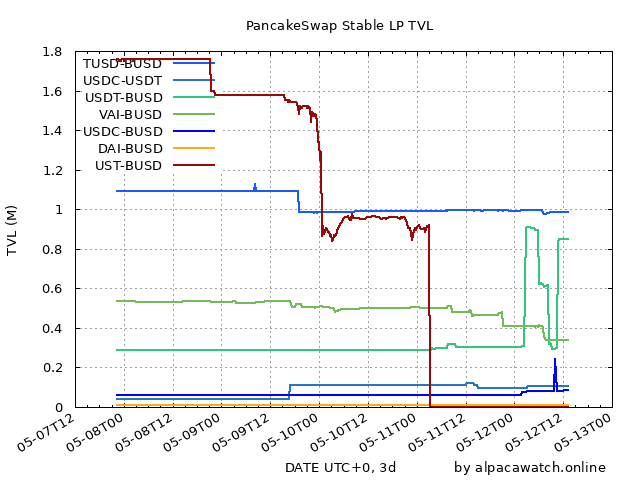 PancakeSwap Stable LP TVL
TVL (M)
1.8
1.6
1.4
1.2
1
0.8
0.6
0.4
0.2
0
TUSD-BUSD
USDC-USDT
USDT-BUSD
VAI-BUSD
USDC-BUSD
DAI-BUSD
UST-BUSD
05-07T12
05-08T00
05-08T12
05-09T00
05-09T12
05-10T00
05-10T12
05-11T00
05-11T12
05-12T00
05-12T12
05-13T00
DATE UTC+0, 3d
by alpacawatch.online